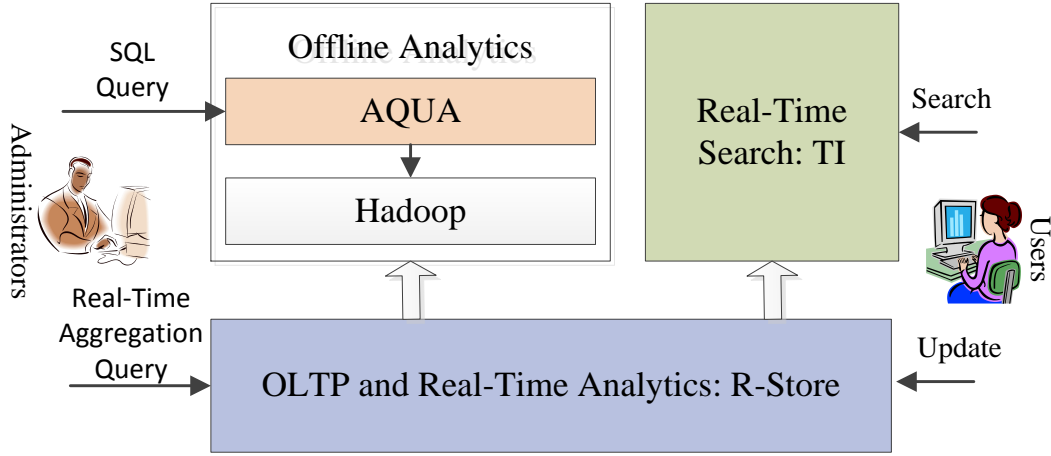 SQL
Query
Administrators
Real-Time
Aggregation
Query
Offline Analytics
AQUA
Hadoop
Real-Time
Search: TI
Search
Users
Update
OLTP and Real-Time Analytics: R-Store